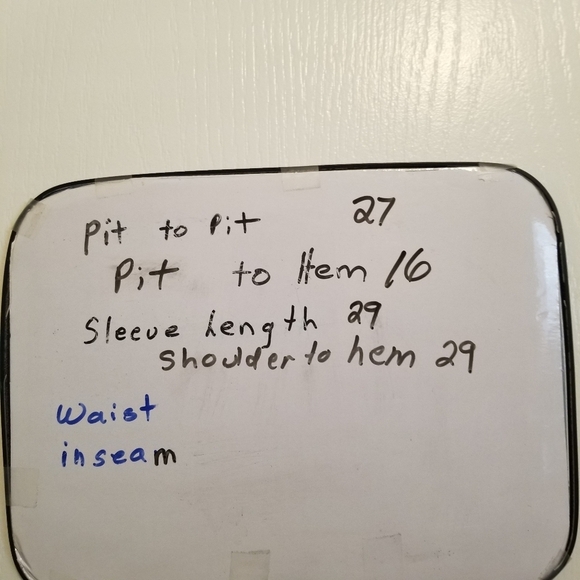 Pit to Pit 27
Pit to Hem 16
Sleeve Length 29
Shoulder to hem 29
Waist
inseam